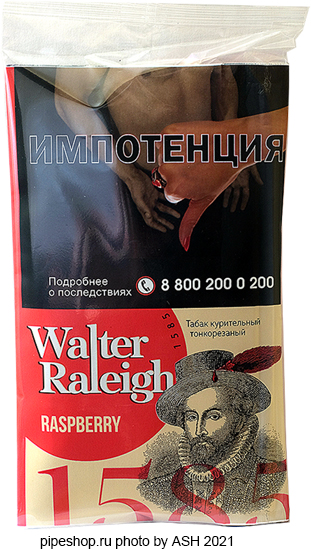 ИМПОТЕНЦИЯ
Подробнее
о последствиях
8 800 200 0 200
Walter
Raleigh
RASPBERRY
1585
Табак курительный
тонкорезаный
1585
pipeshop.ru photo by ASH 2021